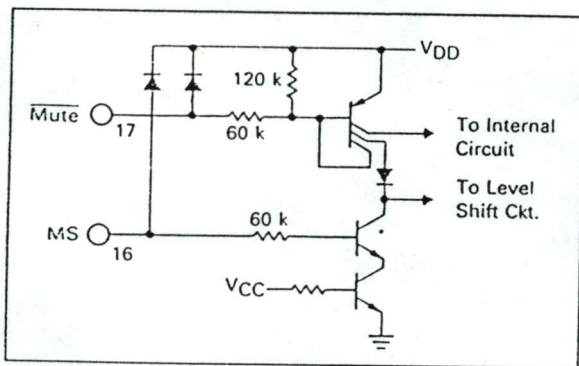 VDD
120 k
Mute
17
60 k
To Internal
Circuit
To Level
Shift Ckt.
MS
16
60 k
VCC